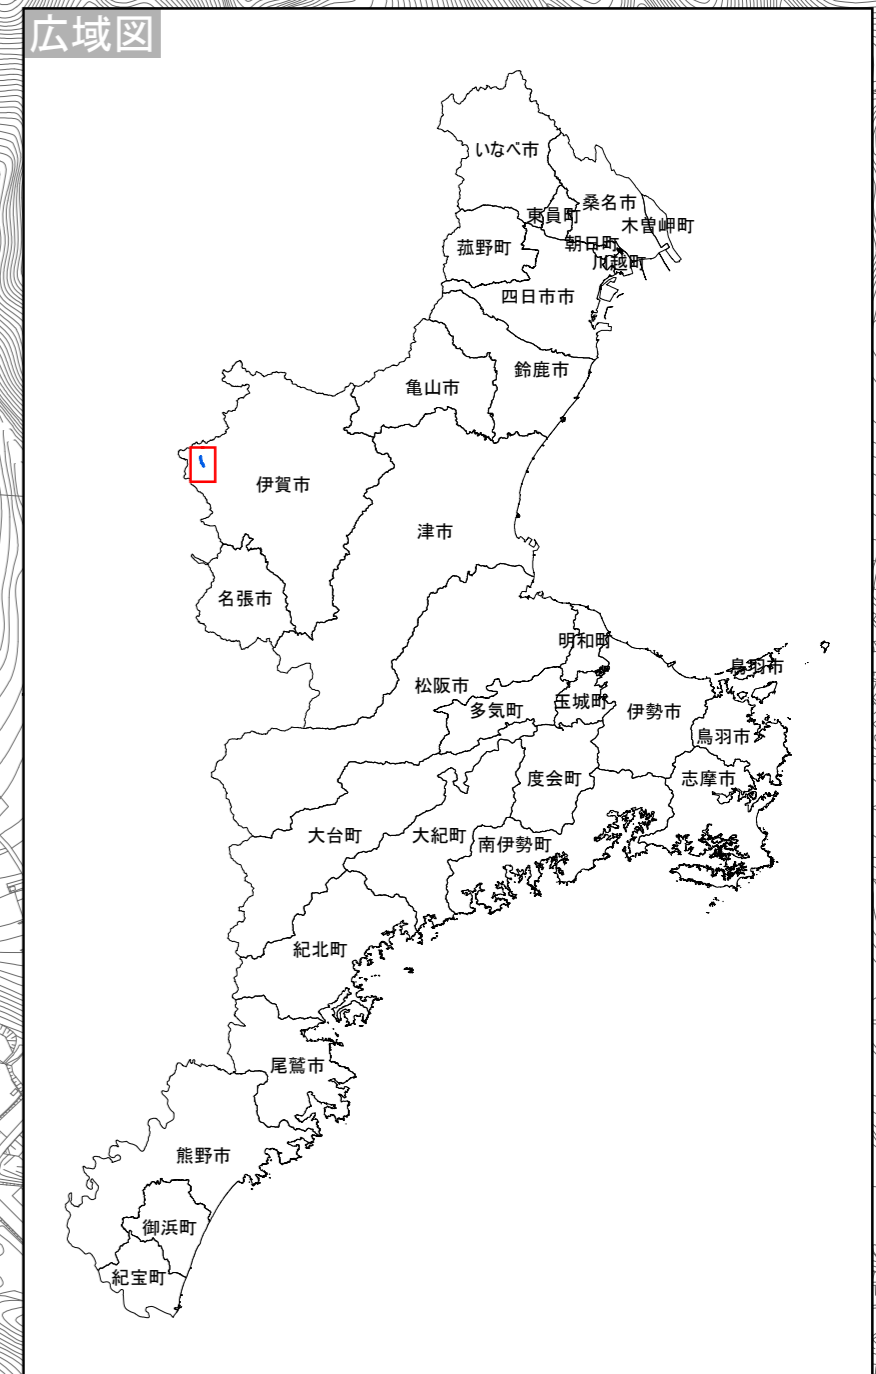 広域図
いなべ市
桑名市
東員町
木曽岬町
朝日町
菰野町
川越町
四日市市
鈴鹿市
亀山市
伊賀市
津市
名張市
明和町
鳥羽市
松阪市
玉城町
多気町
伊勢市
鳥羽市
度会町
志摩市
大台町
大紀町
南伊勢町
紀北町
尾鷲市
熊野市
御浜町
紀宝町